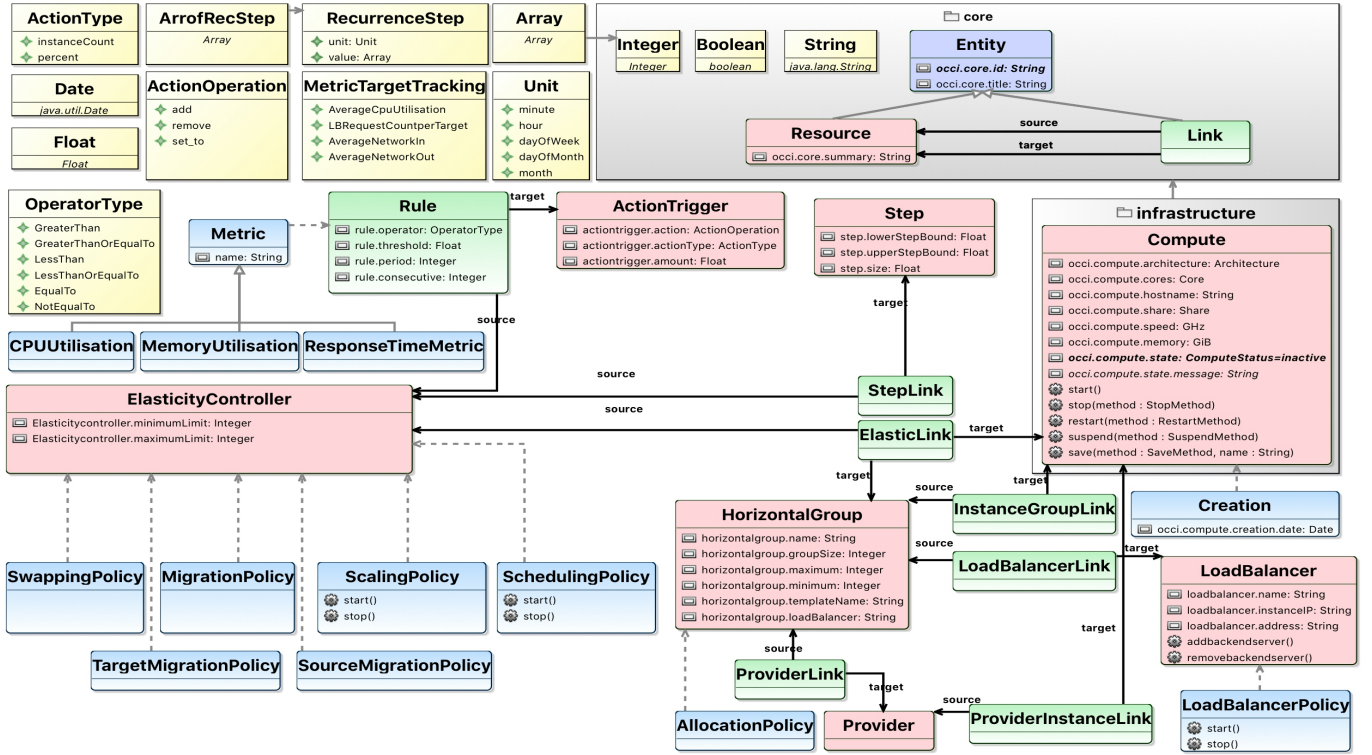 ActionType
instanceCount
percent
ArrofRecStep
Array
RecurrenceStep
unit: Unit
value: Array
Array
Array
core
Integer
Integer
Boolean
boolean
String
java.lang.String
Entity
occi.core.id: String
occi.core.title: String
Date
java.util.Date
ActionOperation
add
remove
set_to
MetricTargetTracking
AverageCpuUtilisation
LBRequestCountperTarget
AverageNetworkIn
AverageNetworkOut
Unit
minute
hour
dayOfWeek
dayOfMonth
month
Float
Float
Resource
occi.core.summary: String
source
target
Link
OperatorType
GreaterThan
GreaterThanOrEqualTo
LessThan
LessThanOrEqualTo
EqualTo
NotEqualTo
Metric
name: String
Rule
rule.operator: OperatorType
rule.threshold: Float
rule.period: Integer
rule.consecutive: Integer
target
ActionTrigger
actiontrigger.action: ActionOperation
actiontrigger.actionType: ActionType
actiontrigger.amount: Float
Step
step.lowerStepBound: Float
step.upperStepBound: Float
step.size: Float
infrastructure
Compute
occi.compute.architecture: Architecture
occi.compute.cores: Core
occi.compute.hostname: String
occi.compute.share: Share
occi.compute.speed: GHz
occi.compute.memory: GiB
occi.compute.state: ComputeStatus=inactive
occi.compute.state.message: String
start()
stop(method : StopMethod)
restart(method : RestartMethod)
suspend(method : SuspendMethod)
save(method : SaveMethod, name : String)
target
source
CPUUtilisation
MemoryUtilisation
ResponseTimeMetric
source
StepLink
ElasticityController
Elasticitycontroller.minimumLimit: Integer
Elasticitycontroller.maximumLimit: Integer
source
ElasticLink
target
target
target
source
InstanceGroupLink
Creation
occi.compute.creation.date: Date
HorizontalGroup
horizontalgroup.name: String
horizontalgroup.groupSize: Integer
horizontalgroup.maximum: Integer
horizontalgroup.minimum: Integer
horizontalgroup.templateName: String
horizontalgroup.loadBalancer: String
source
LoadBalancerLink
target
LoadBalancer
loadbalancer.name: String
loadbalancer.instanceIP: String
loadbalancer.address: String
addbackendserver()
removebackendserver()
SwappingPolicy
MigrationPolicy
ScalingPolicy
start()
stop()
SchedulingPolicy
start()
stop()
target
TargetMigrationPolicy
SourceMigrationPolicy
source
ProviderLink
target
AllocationPolicy
Provider
source
ProviderInstanceLink
LoadBalancerPolicy
start()
stop()